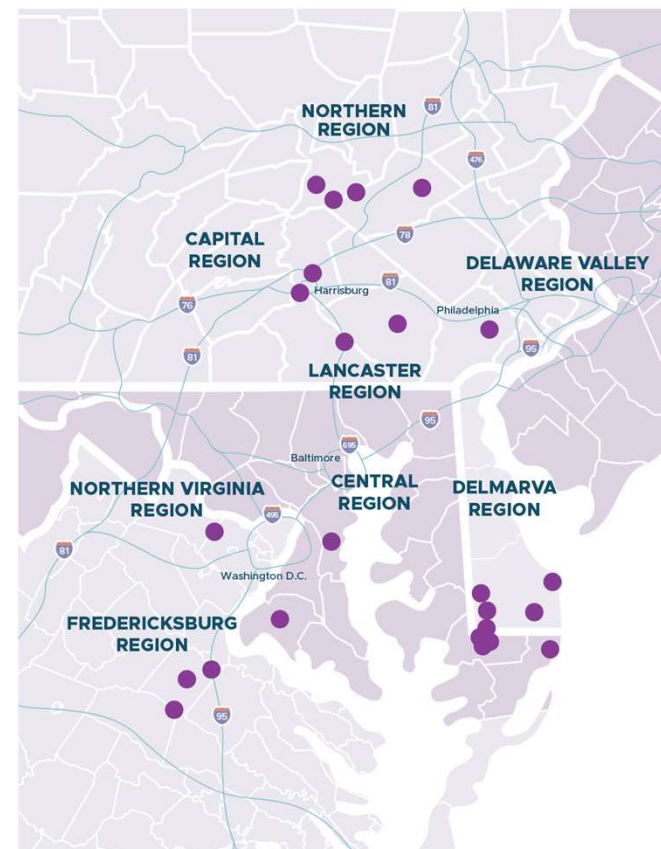 NORTHERN
REGION
81
476
78
CAPITAL
REGION
DELAWARE VALLEY
REGION
81
Harrisburg
76
Philadelphia
81
95
LANCASTER
REGION
95
695
Baltimore
CENTRAL
REGION
NORTHERN VIRGINIA
REGION
DELMARVA
REGION
495
81
Washington D.C.
FREDERICKSBURG
REGION
95